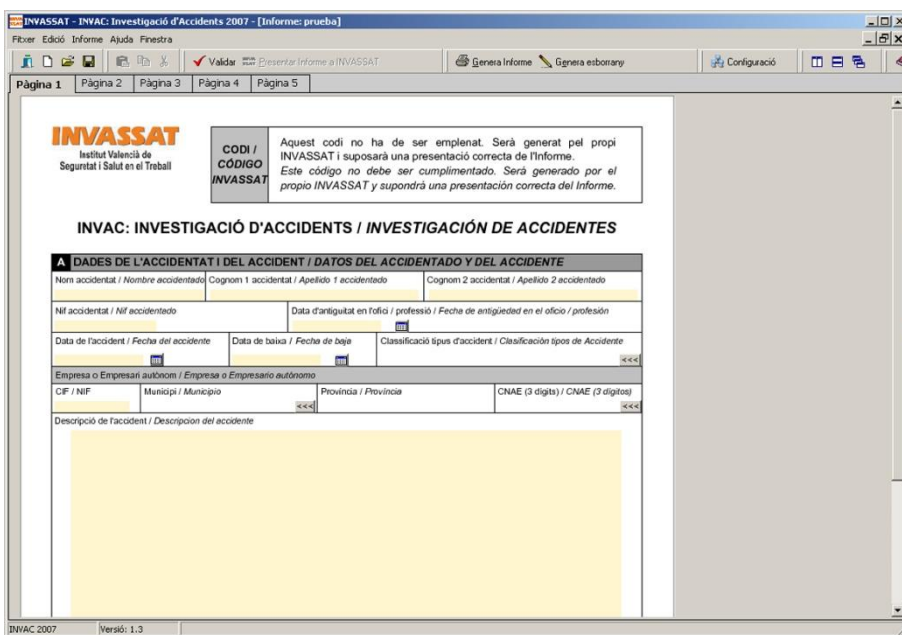 INVASSAT - INVAC: Investigació d'Accidents 2007 - [Informe: prueba]
Fitxer Edició Informe Ajuda Finestra
Validar Presentar Informe a INVASSAT Genera Informe Genera esborrany Configuració
Pàgina 1 Pàgina 2 Pàgina 3 Pàgina 4 Pàgina 5
INVASSAT
Institut Valencià de
Seguretat i Salut en el Treball
CODI /
CÓDIGO
INVASSAT
Aquest codi no ha de ser emplenat. Serà generat pel propi
INVASSAT i suposarà una presentació correcta de l'Informe.
Este código no debe ser cumplimentado. Será generado por el
propio INVASSAT y supondrá una presentación correcta del Informe.
INVAC: INVESTIGACIÓ D'ACCIDENTS / INVESTIGACIÓN DE ACCIDENTES
A DADES DE L'ACCIDENTAT I DEL ACCIDENT / DATOS DEL ACCIDENTADO Y DEL ACCIDENTE
Nom accidentat / Nombre accidentado Cognom 1 accidentat / Apellido 1 accidentado Cognom 2 accidentat / Apellido 2 accidentado
Nif accidentat / Nif accidentado Data d'antiguitat en l'ofici / professió / Fecha de antigüedad en el oficio / profesión
Data de l'accident / Fecha del accidente Data de baixa / Fecha de baja Classificació tipus d'accident / Clasificación tipos de Accidente
<<<
Empresa o Empresari autònom / Empresa o Empresario autónomo
CIF / NIF Municipi / Municipio Província / Provincia CNAE (3 dígits) / CNAE (3 dígitos)
<<< <<<
Descripció de l'accident / Descripcion del accidente
INVAC 2007 Versió: 1.3